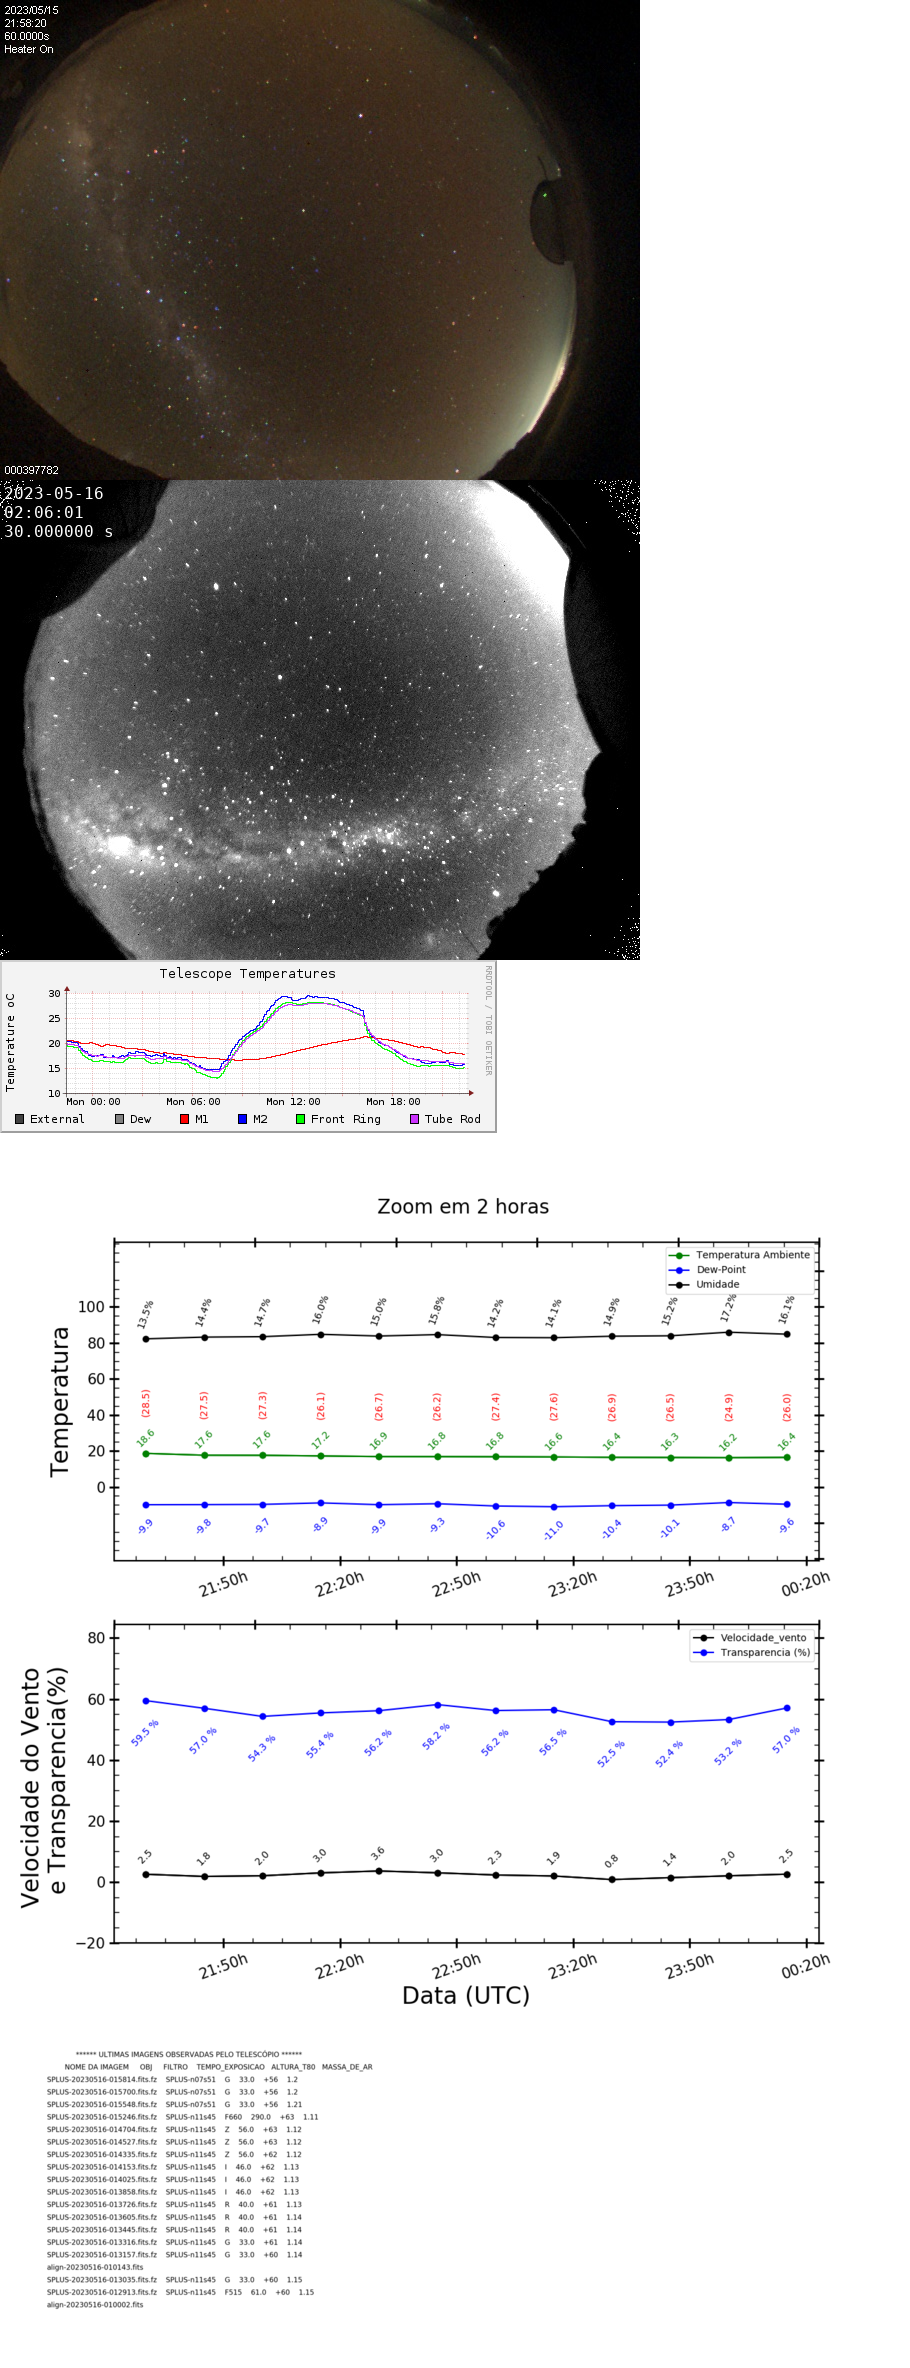 2023/05/15
21:58:20
60.0000s
Heater On
000397782
2023-05-16
02:06:01
30.000000 s
Telescope Temperatures
RRDTOOL / TOBI OETIKER
Temperature oC
30
25
20
15
10
Mon 00:00 Mon 06:00 Mon 12:00 Mon 18:00
External Dew M1 M2 Front Ring Tube Rod
Zoom em 2 horas
Temperatura Ambiente
Dew-Point
Umidade
Temperatura
100
80
60
40
20
0
13.5% 14.4% 14.7% 16.0% 15.0% 15.8% 14.2% 14.1% 14.9% 15.2% 17.2% 16.1%
(28.5) (27.5) (27.3) (26.1) (26.7) (26.2) (27.4) (27.6) (26.9) (26.5) (24.9) (26.0)
18.6 17.6 17.6 17.2 16.9 16.8 16.8 16.6 16.4 16.3 16.2 16.4
-9.9 -9.8 -9.7 -8.9 -9.9 -9.3 -10.6 -11.0 -10.4 -10.1 -8.7 -9.6
21:50h 22:20h 22:50h 23:20h 23:50h 00:20h
Velocidade_vento
Transparencia (%)
Velocidade do Vento
e Transparencia(%)
80
60
40
20
0
−20
59.5 % 57.0 % 54.3 % 55.4 % 56.2 % 58.2 % 56.2 % 56.5 % 52.5 % 52.4 % 53.2 % 57.0 %
2.5 1.8 2.0 3.0 3.6 3.0 2.3 1.9 0.8 1.4 2.0 2.5
21:50h 22:20h 22:50h 23:20h 23:50h 00:20h
Data (UTC)
****** ULTIMAS IMAGENS OBSERVADAS PELO TELESCÓPIO ******
NOME DA IMAGEM OBJ FILTRO TEMPO_EXPOSICAO ALTURA_T80 MASSA_DE_AR
SPLUS-20230516-015814.fits.fz SPLUS-n07s51 G 33.0 +56 1.2
SPLUS-20230516-015700.fits.fz SPLUS-n07s51 G 33.0 +56 1.2
SPLUS-20230516-015548.fits.fz SPLUS-n07s51 G 33.0 +56 1.21
SPLUS-20230516-015246.fits.fz SPLUS-n11s45 F660 290.0 +63 1.11
SPLUS-20230516-014704.fits.fz SPLUS-n11s45 Z 56.0 +63 1.12
SPLUS-20230516-014527.fits.fz SPLUS-n11s45 Z 56.0 +63 1.12
SPLUS-20230516-014335.fits.fz SPLUS-n11s45 Z 56.0 +62 1.12
SPLUS-20230516-014153.fits.fz SPLUS-n11s45 I 46.0 +62 1.13
SPLUS-20230516-014025.fits.fz SPLUS-n11s45 I 46.0 +62 1.13
SPLUS-20230516-013858.fits.fz SPLUS-n11s45 I 46.0 +62 1.13
SPLUS-20230516-013726.fits.fz SPLUS-n11s45 R 40.0 +61 1.13
SPLUS-20230516-013605.fits.fz SPLUS-n11s45 R 40.0 +61 1.14
SPLUS-20230516-013445.fits.fz SPLUS-n11s45 R 40.0 +61 1.14
SPLUS-20230516-013316.fits.fz SPLUS-n11s45 G 33.0 +61 1.14
SPLUS-20230516-013157.fits.fz SPLUS-n11s45 G 33.0 +60 1.14
align-20230516-010143.fits
SPLUS-20230516-013035.fits.fz SPLUS-n11s45 G 33.0 +60 1.15
SPLUS-20230516-012913.fits.fz SPLUS-n11s45 F515 61.0 +60 1.15
align-20230516-010002.fits